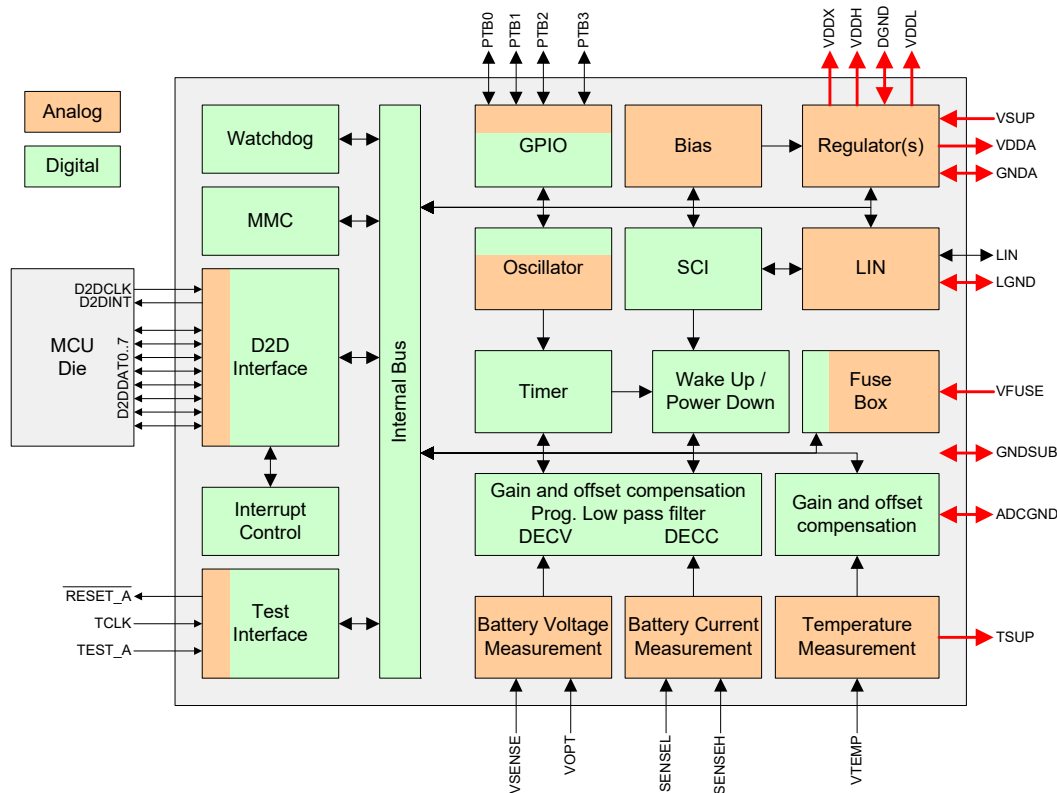 PTB0
PTB1
PTB2
PTB3
VDDX
VDDH
DGND
VDDL
Analog
Digital
Watchdog
MMC
GPIO
Bias
Regulator(s)
VSUP
VDDA
GNDA
Oscillator
SCI
LIN
LIN
LGND
MCU
Die
D2DCLK
D2DINT
D2DDAT0..7
D2D
Interface
Internal Bus
Timer
Wake Up /
Power Down
Fuse
Box
VFUSE
GNDSUB
Interrupt
Control
Gain and offset compensation
Prog. Low pass filter
DECV
DECC
Gain and offset
compensation
ADCGND
RESET_A
TCLK
TEST_A
Test
Interface
Battery Voltage
Measurement
Battery Current
Measurement
Temperature
Measurement
TSUP
VSENSE
VOPT
ISENSEL
ISENSEH
VTEMP